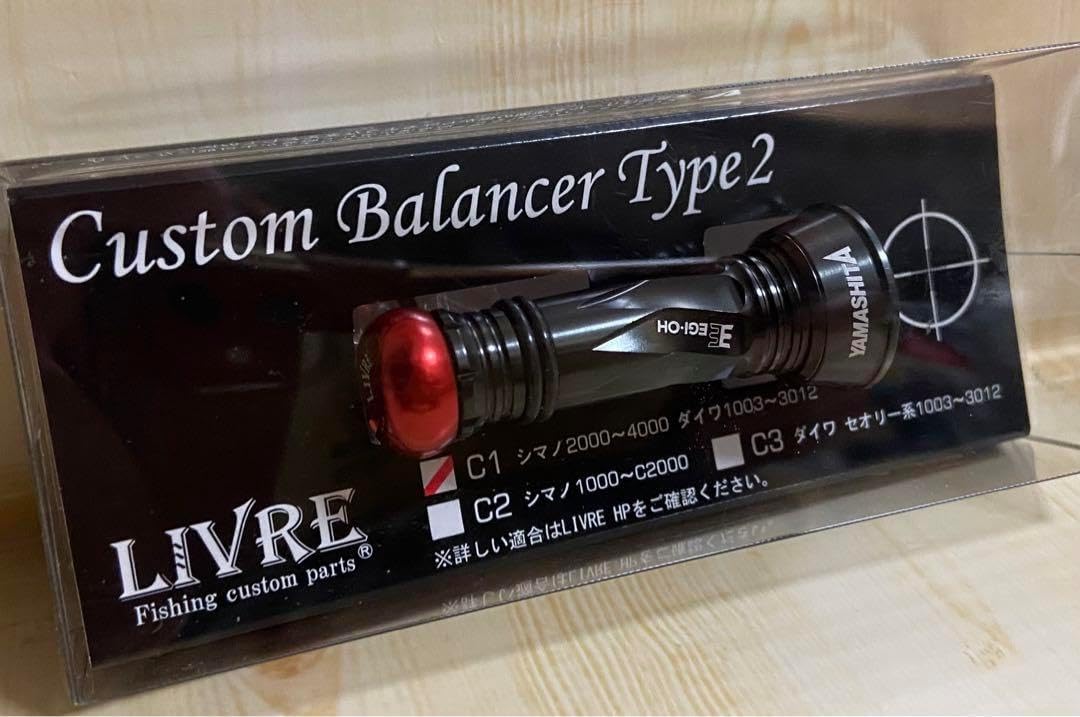 Custom Balancer Type2
YAMASHITA
EGI-OH
C1 シマノ2000〜4000 ダイワ1003〜3012
C2 シマノ1000〜C2000
C3 ダイワ セオリー系1003〜3012
※詳しい適合はLIVRE HPをご確認ください。
LIVRE®
Fishing custom parts